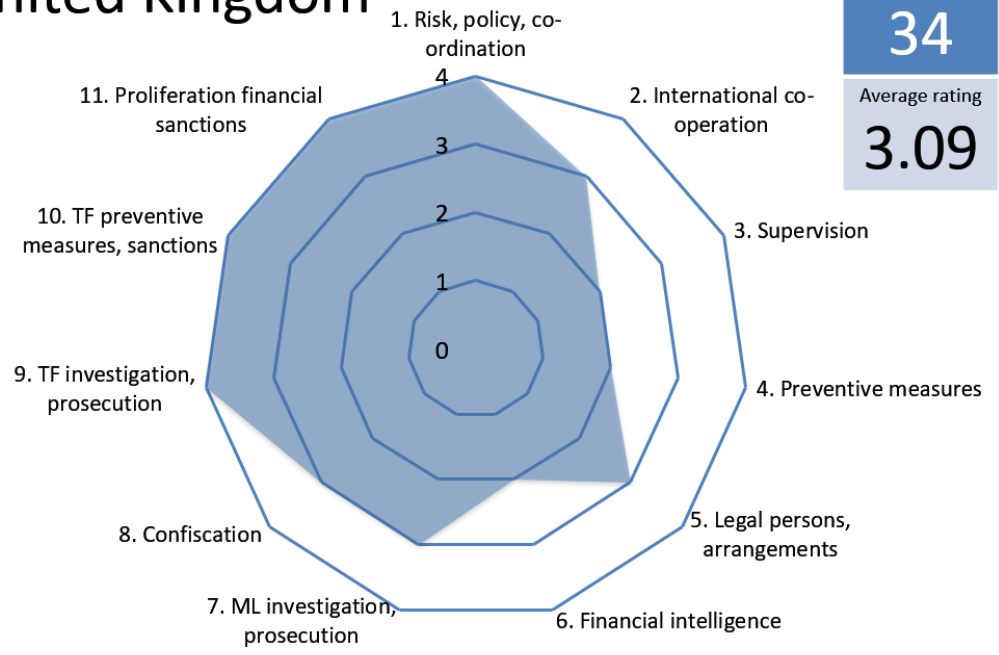 United Kingdom
1. Risk, policy, co-
ordination
34
Average rating
3.09
4
3
2
1
0
2. International co-
operation
3. Supervision
4. Preventive measures
5. Legal persons,
arrangements
6. Financial intelligence
7. ML investigation,
prosecution
8. Confiscation
9. TF investigation,
prosecution
10. TF preventive
measures, sanctions
11. Proliferation financial
sanctions